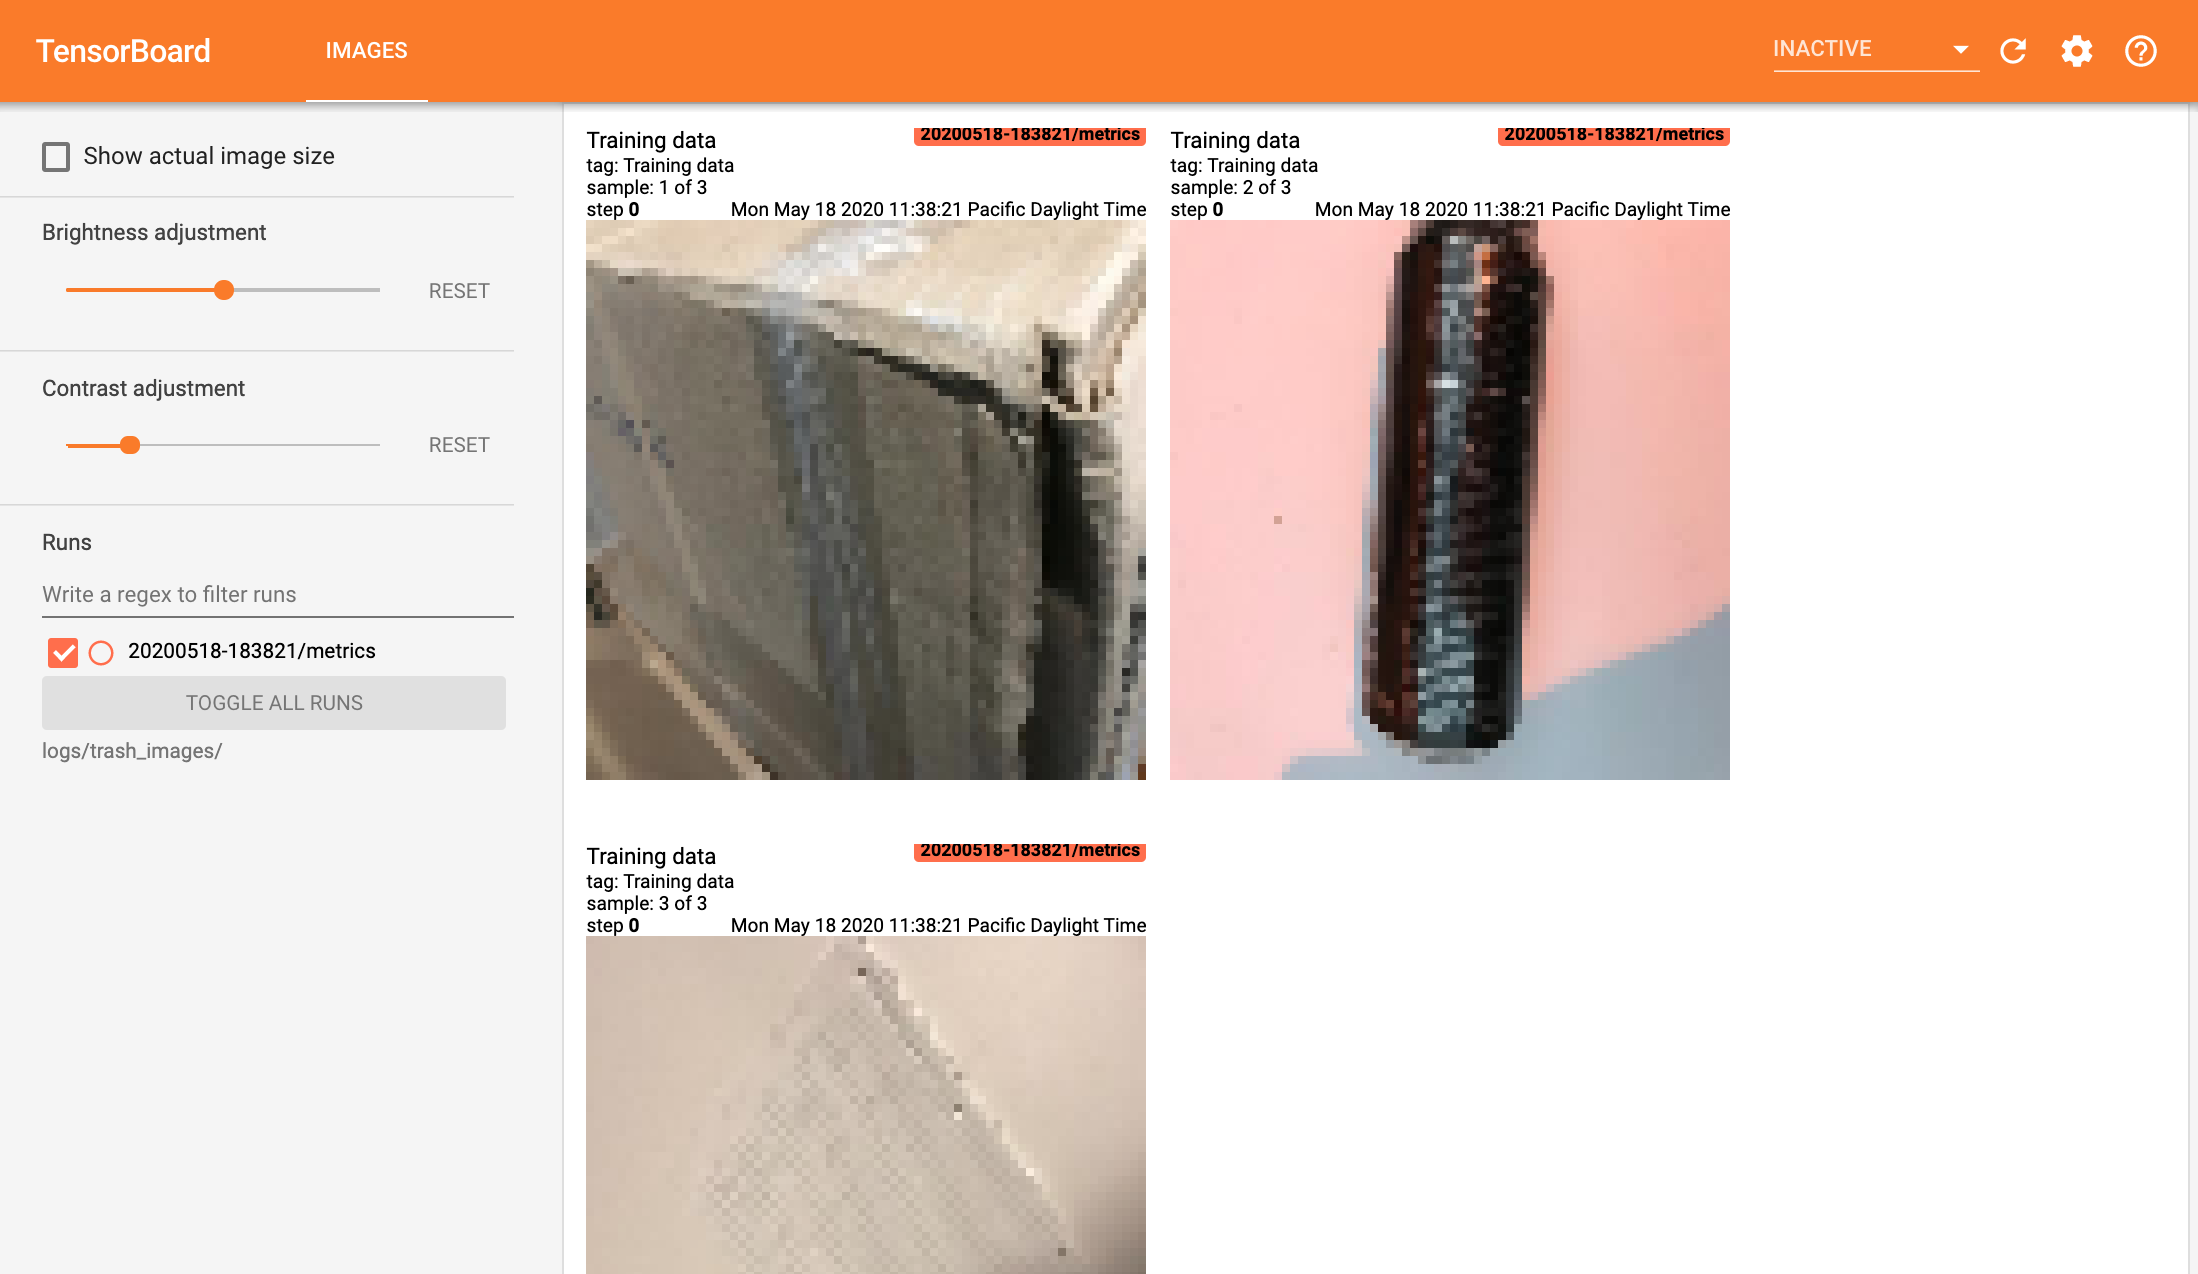 TensorBoard
IMAGES
INACTIVE
Show actual image size
Brightness adjustment
RESET
Contrast adjustment
RESET
Runs
Write a regex to filter runs
20200518-183821/metrics
TOGGLE ALL RUNS
logs/trash_images/
Training data
20200518-183821/metrics
tag: Training data
sample: 1 of 3
step 0 Mon May 18 2020 11:38:21 Pacific Daylight Time
Training data
20200518-183821/metrics
tag: Training data
sample: 2 of 3
step 0 Mon May 18 2020 11:38:21 Pacific Daylight Time
Training data
20200518-183821/metrics
tag: Training data
sample: 3 of 3
step 0 Mon May 18 2020 11:38:21 Pacific Daylight Time